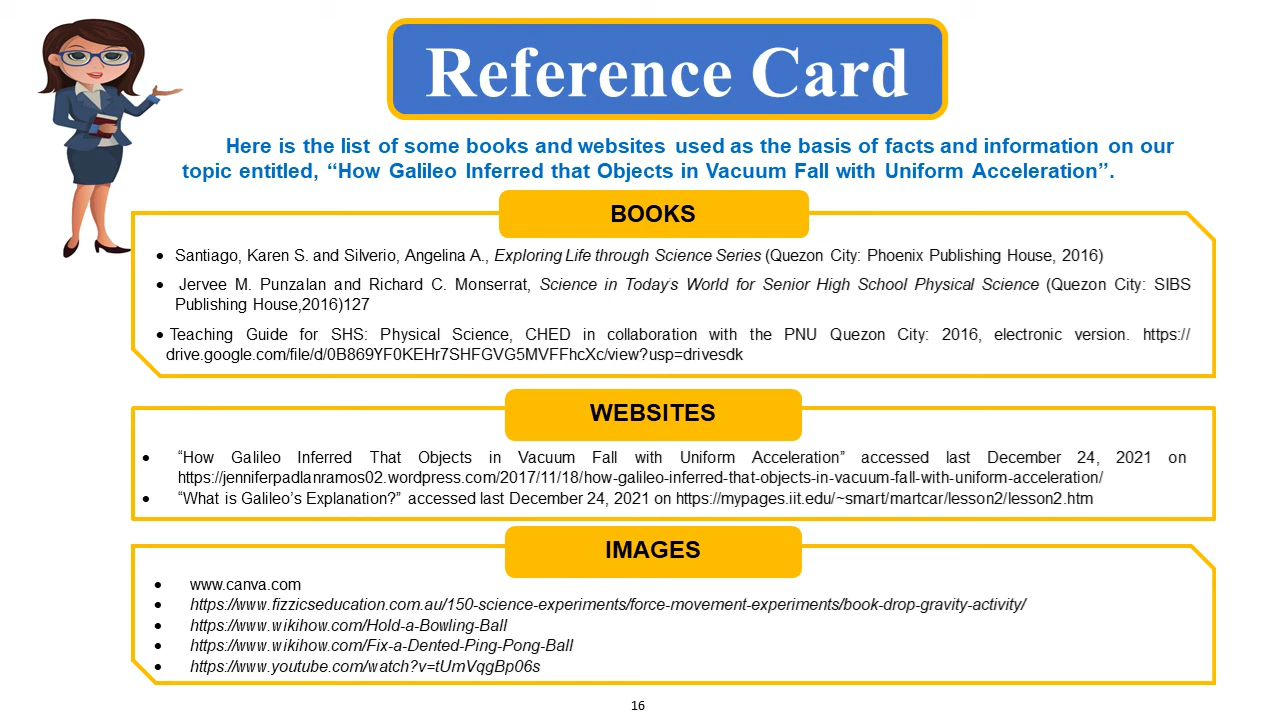 Reference Card
Here is the list of some books and websites used as the basis of facts and information on our
topic entitled, “How Galileo Inferred that Objects in Vacuum Fall with Uniform Acceleration”.
BOOKS
• Santiago, Karen S. and Silverio, Angelina A., Exploring Life through Science Series (Quezon City: Phoenix Publishing House, 2016)
• Jervee M. Punzalan and Richard C. Monserrat, Science in Today's World for Senior High School Physical Science (Quezon City: SIBS
Publishing House,2016)127
• Teaching Guide for SHS: Physical Science, CHED in collaboration with the PNU Quezon City: 2016, electronic version. https://
drive.google.com/file/d/0B869YF0KEHr7SHFGVG5MVFFhcXc/view?usp=drivesdk
WEBSITES
• “How Galileo Inferred That Objects in Vacuum Fall with Uniform Acceleration” accessed last December 24, 2021 on
https://jenniferpadlanramos02.wordpress.com/2017/11/18/how-galileo-inferred-that-objects-in-vacuum-fall-with-uniform-acceleration/
• “What is Galileo’s Explanation?” accessed last December 24, 2021 on https://mypages.iit.edu/~smart/martcar/lesson2/lesson2.htm
IMAGES
• www.canva.com
• https://www.fizzicseducation.com.au/150-science-experiments/force-movement-experiments/book-drop-gravity-activity/
• https://www.wikihow.com/Hold-a-Bowling-Ball
• https://www.wikihow.com/Fix-a-Dented-Ping-Pong-Ball
• https://www.youtube.com/watch?v=tUmVqgBp06s
16